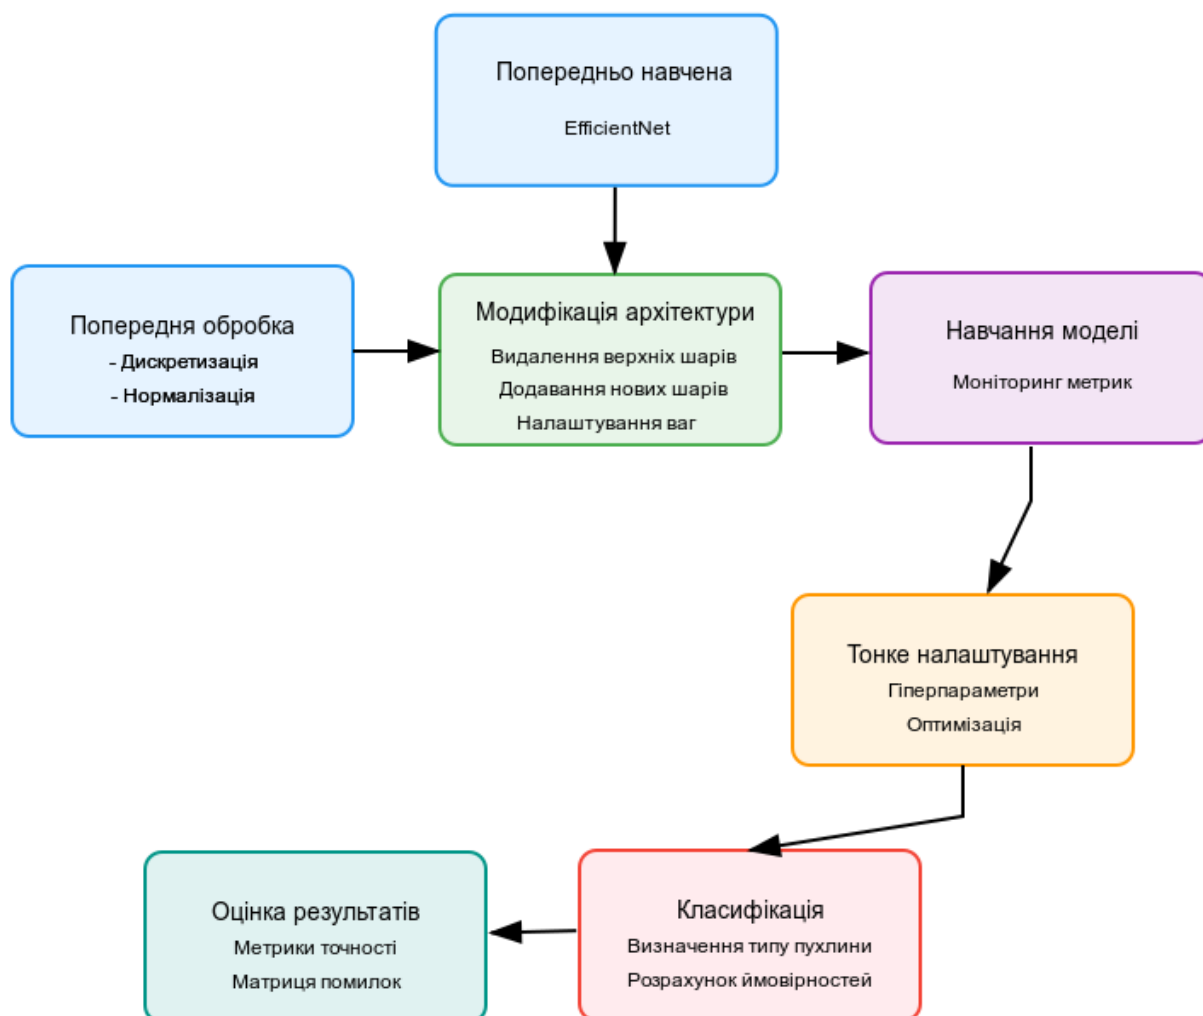 Попередньо навчена
EfficientNet
Попередня обробка
- Дискретизація
- Нормалізація
Модифікація архітектури
Видалення верхніх шарів
Додавання нових шарів
Налаштування ваг
Навчання моделі
Моніторинг метрик
Тонке налаштування
Гіперпараметри
Оптимізація
Класифікація
Визначення типу пухлини
Розрахунок ймовірностей
Оцінка результатів
Метрики точності
Матриця помилок